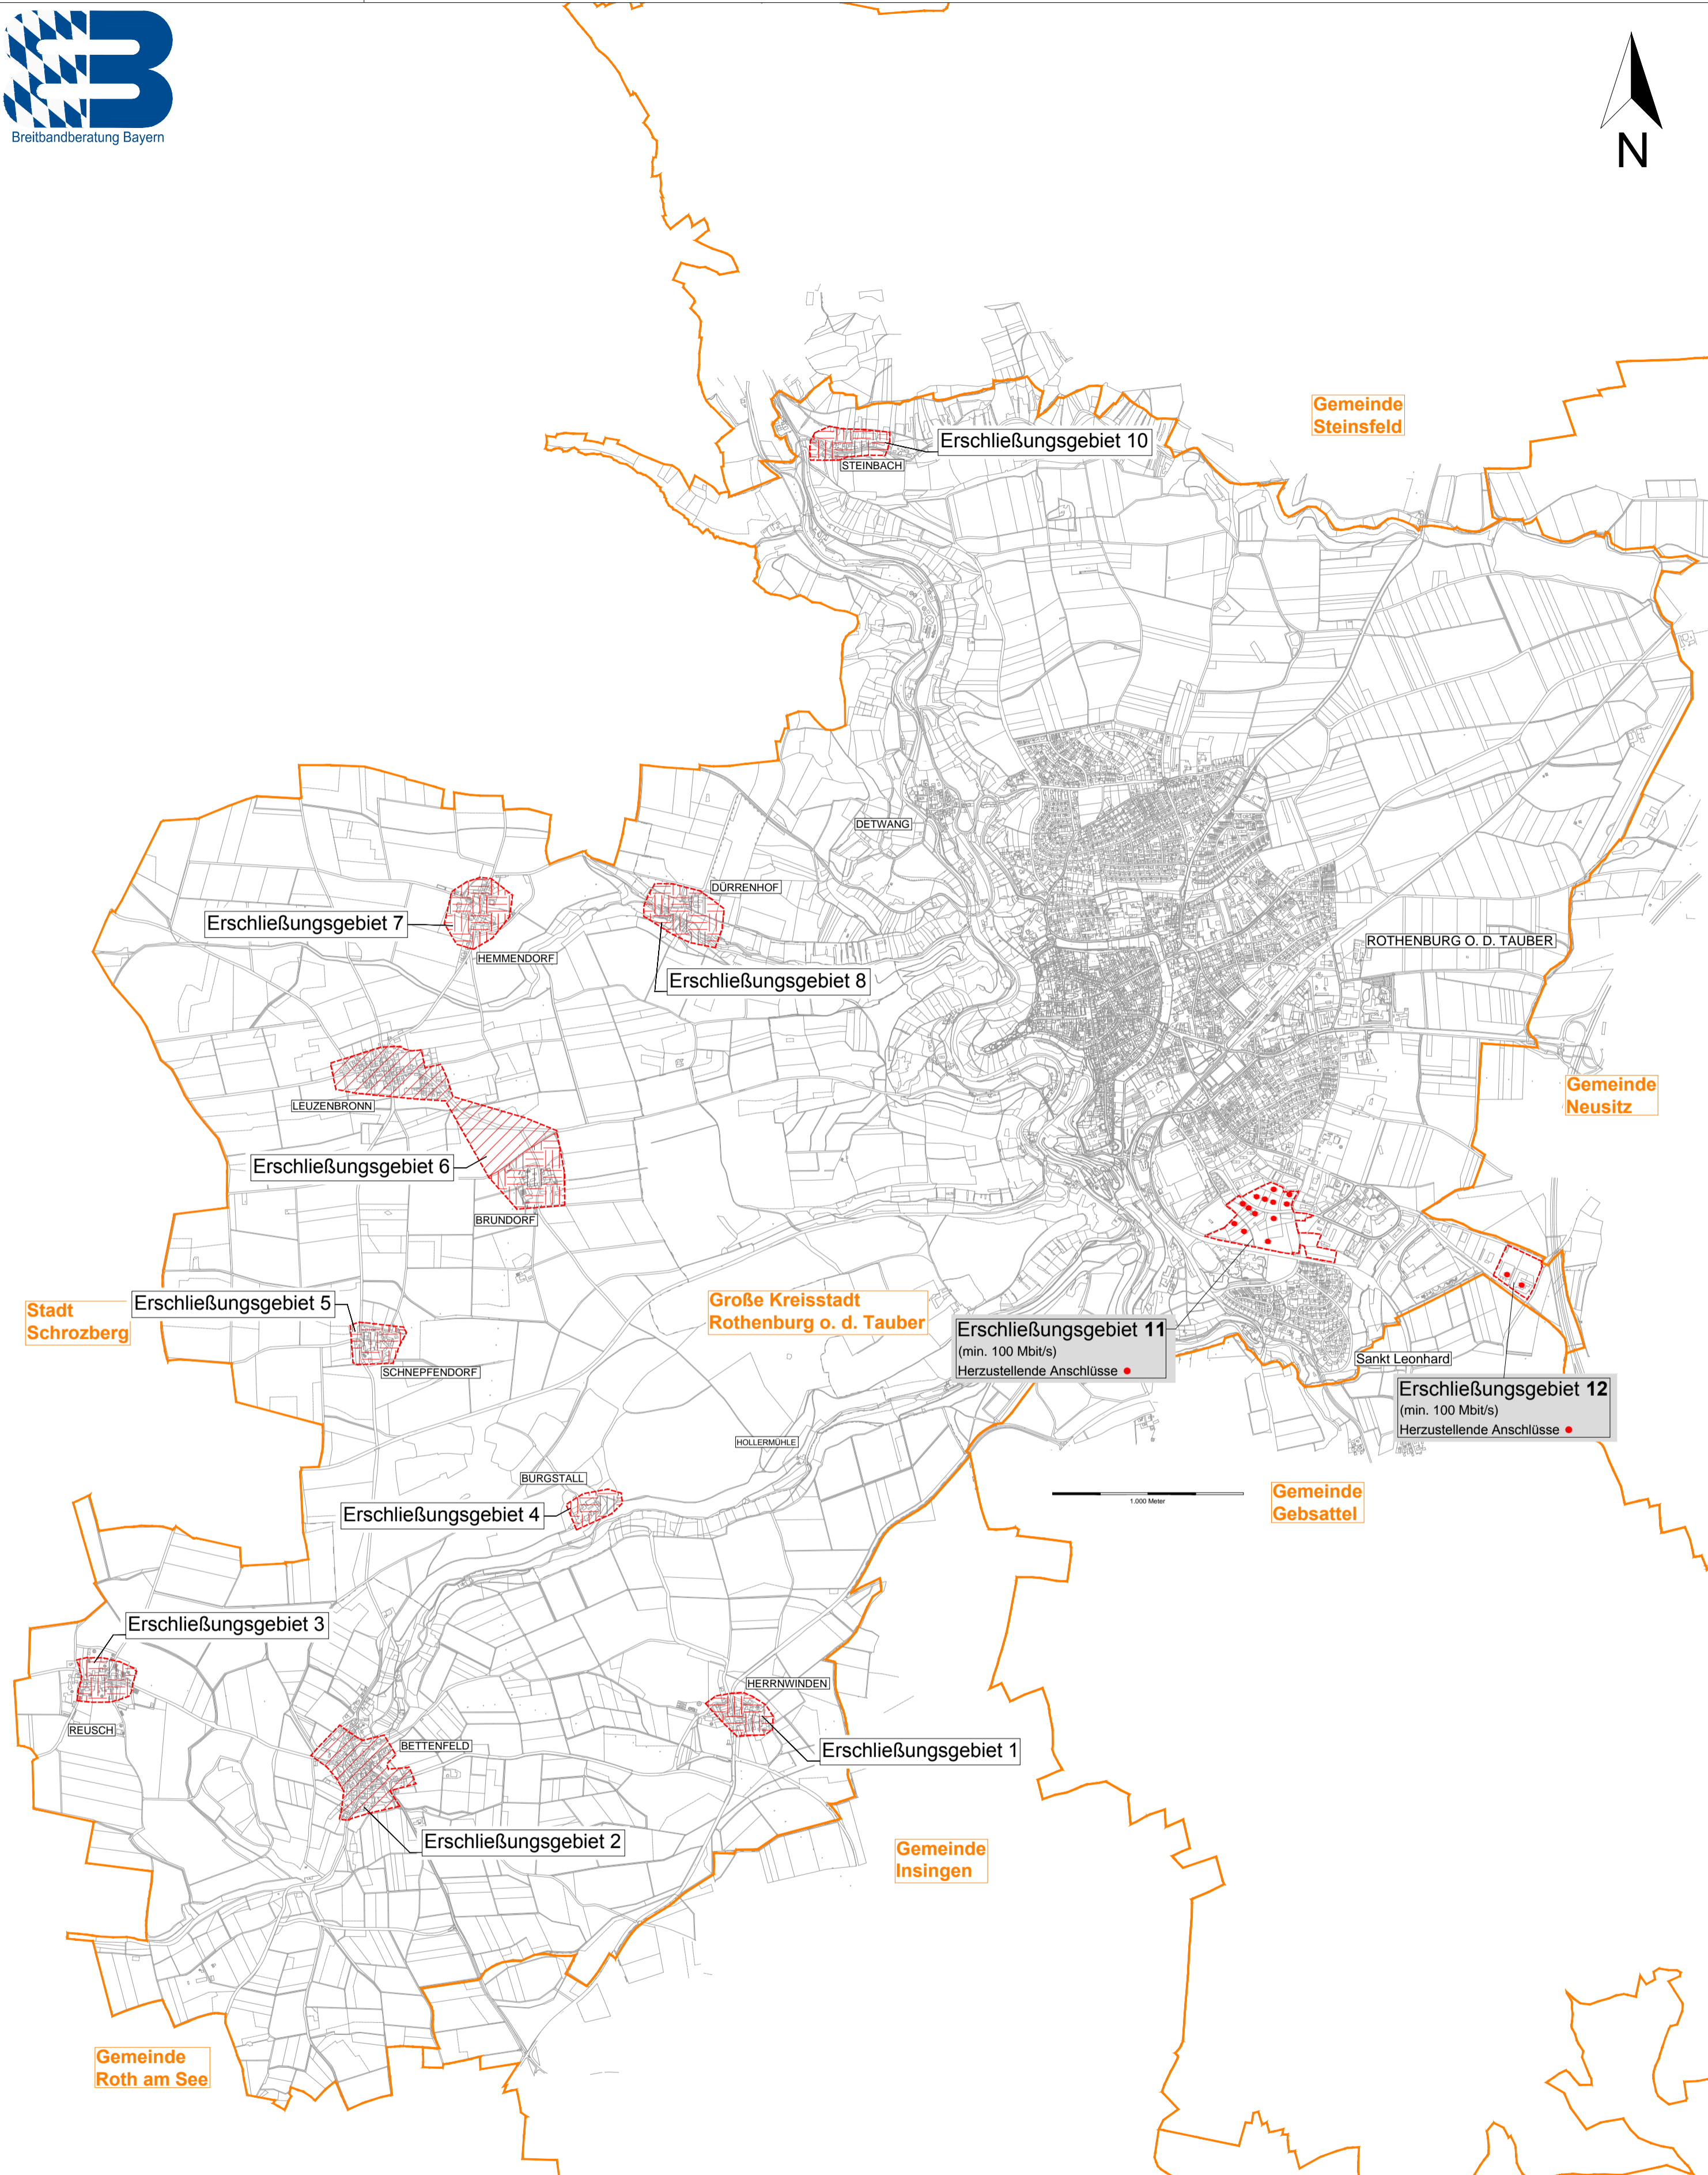 Breitbandberatung Bayern
N
Gemeinde
Steinsfeld
Erschließungsgebiet 10
STEINBACH
DETWANG
DÜRRENHOF
Erschließungsgebiet 7
HEMMENDORF
Erschließungsgebiet 8
ROTHENBURG O. D. TAUBER
Gemeinde
Neusitz
LEUZENBRONN
Erschließungsgebiet 6
BRUNDORF
Stadt
Schrozberg
Erschließungsgebiet 5
SCHNEPFENDORF
Große Kreisstadt
Rothenburg o. d. Tauber
Erschließungsgebiet 11
(min. 100 Mbit/s)
Herzustellende Anschlüsse
Sankt Leonhard
Erschließungsgebiet 12
(min. 100 Mbit/s)
Herzustellende Anschlüsse
HOLLERMÜHLE
BURGSTALL
Erschließungsgebiet 4
1.000 Meter
Gemeinde
Gebsattel
Erschließungsgebiet 3
REUSCH
HERRNWINDEN
BETTENFELD
Erschließungsgebiet 1
Erschließungsgebiet 2
Gemeinde
Insingen
Gemeinde
Roth am See